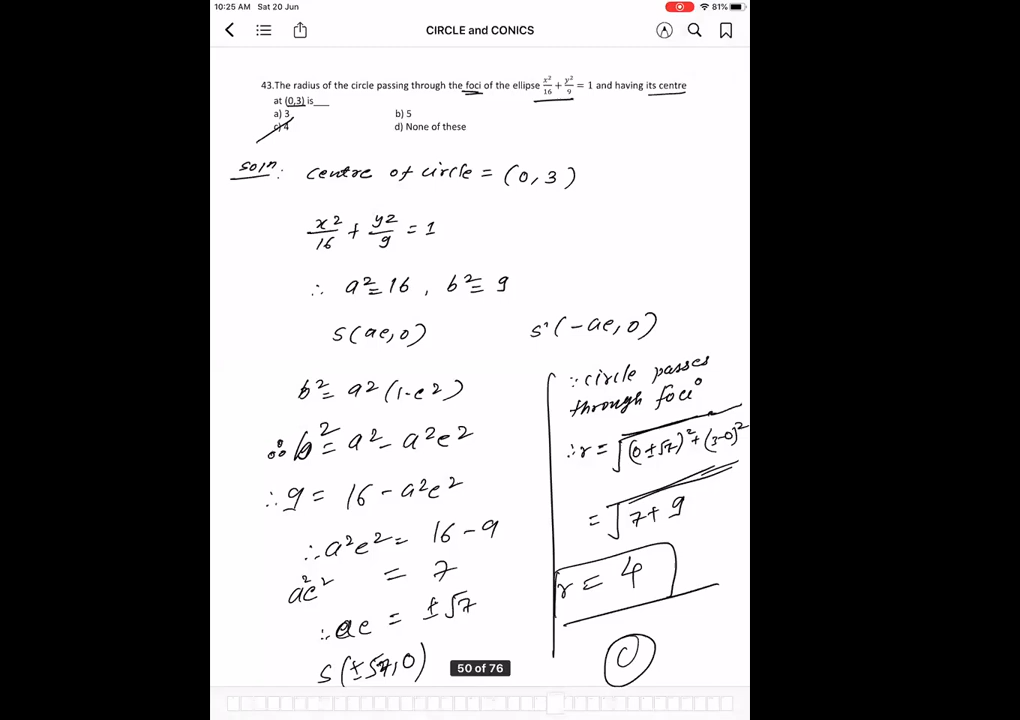 10:25 AM Sat 20 Jun
81%
CIRCLE and CONICS
43.The radius of the circle passing through the foci of the ellipse x²/16 + y²/9 = 1 and having its centre
at (0,3) is___
a) 3 b) 5
c) 4 d) None of these
Soln: centre of circle = (0, 3)
x²/16 + y²/9 = 1
∴ a² = 16, b² = 9
S(ae, 0) S'(-ae, 0)
b² = a²(1-e²)
∴ b² = a² - a²e²
∴ 9 = 16 - a²e²
∴ a²e² = 16 - 9
a²e² = 7
∴ ae = ±√7
S(±√7, 0)
∵ circle passes
through foci
∴ r = √(0±√7)² + (3-0)²
= √7+9
r = 4
C
50 of 76